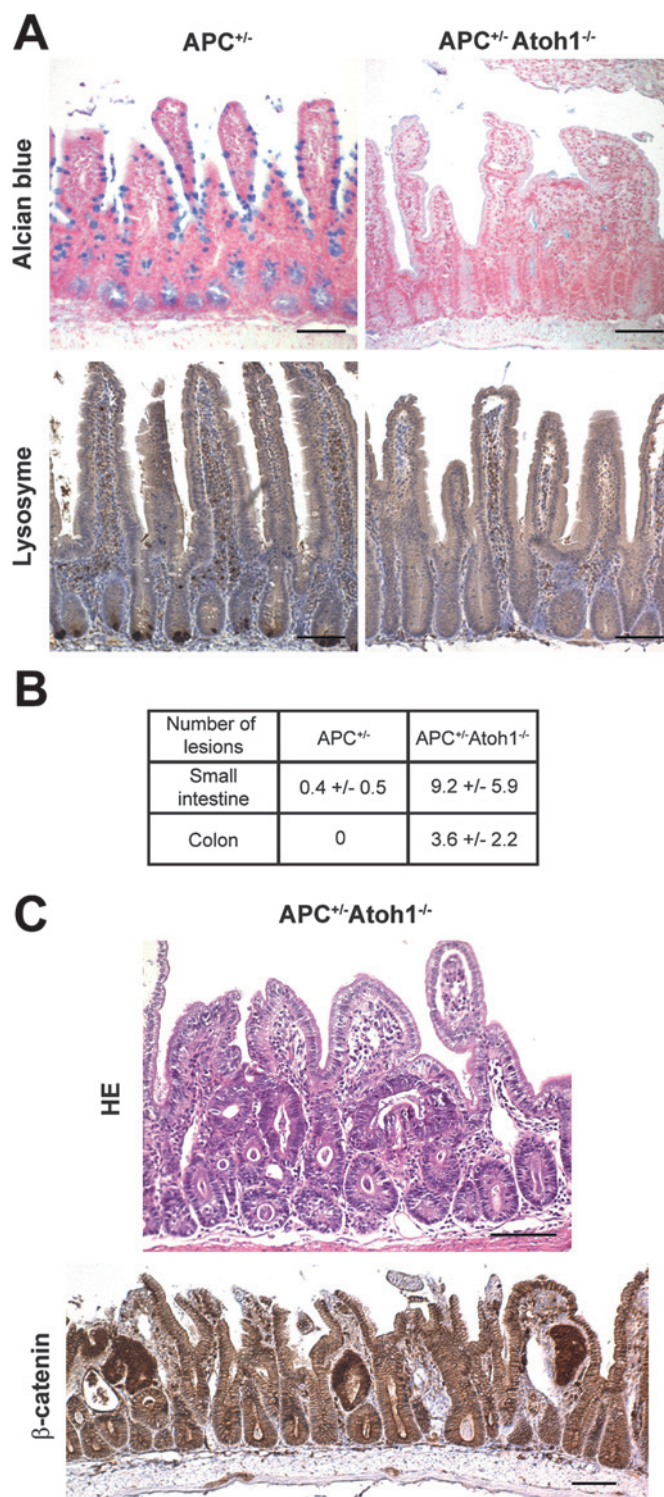 A
APC+/-
APC+/- Atoh1-/-
Alcian blue
Lysosyme
B
Number of lesions APC+/- APC+/-Atoh1-/-
Small intestine 0.4 +/- 0.5 9.2 +/- 5.9
Colon 0 3.6 +/- 2.2
C
APC+/-Atoh1-/-
HE
β-catenin